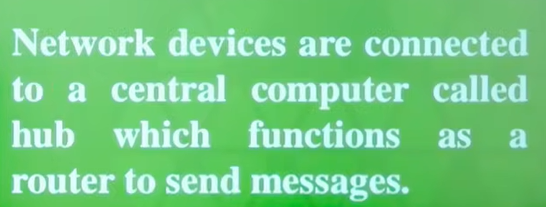 Network devices are connected
to a central computer called
hub which functions as a
router to send messages.